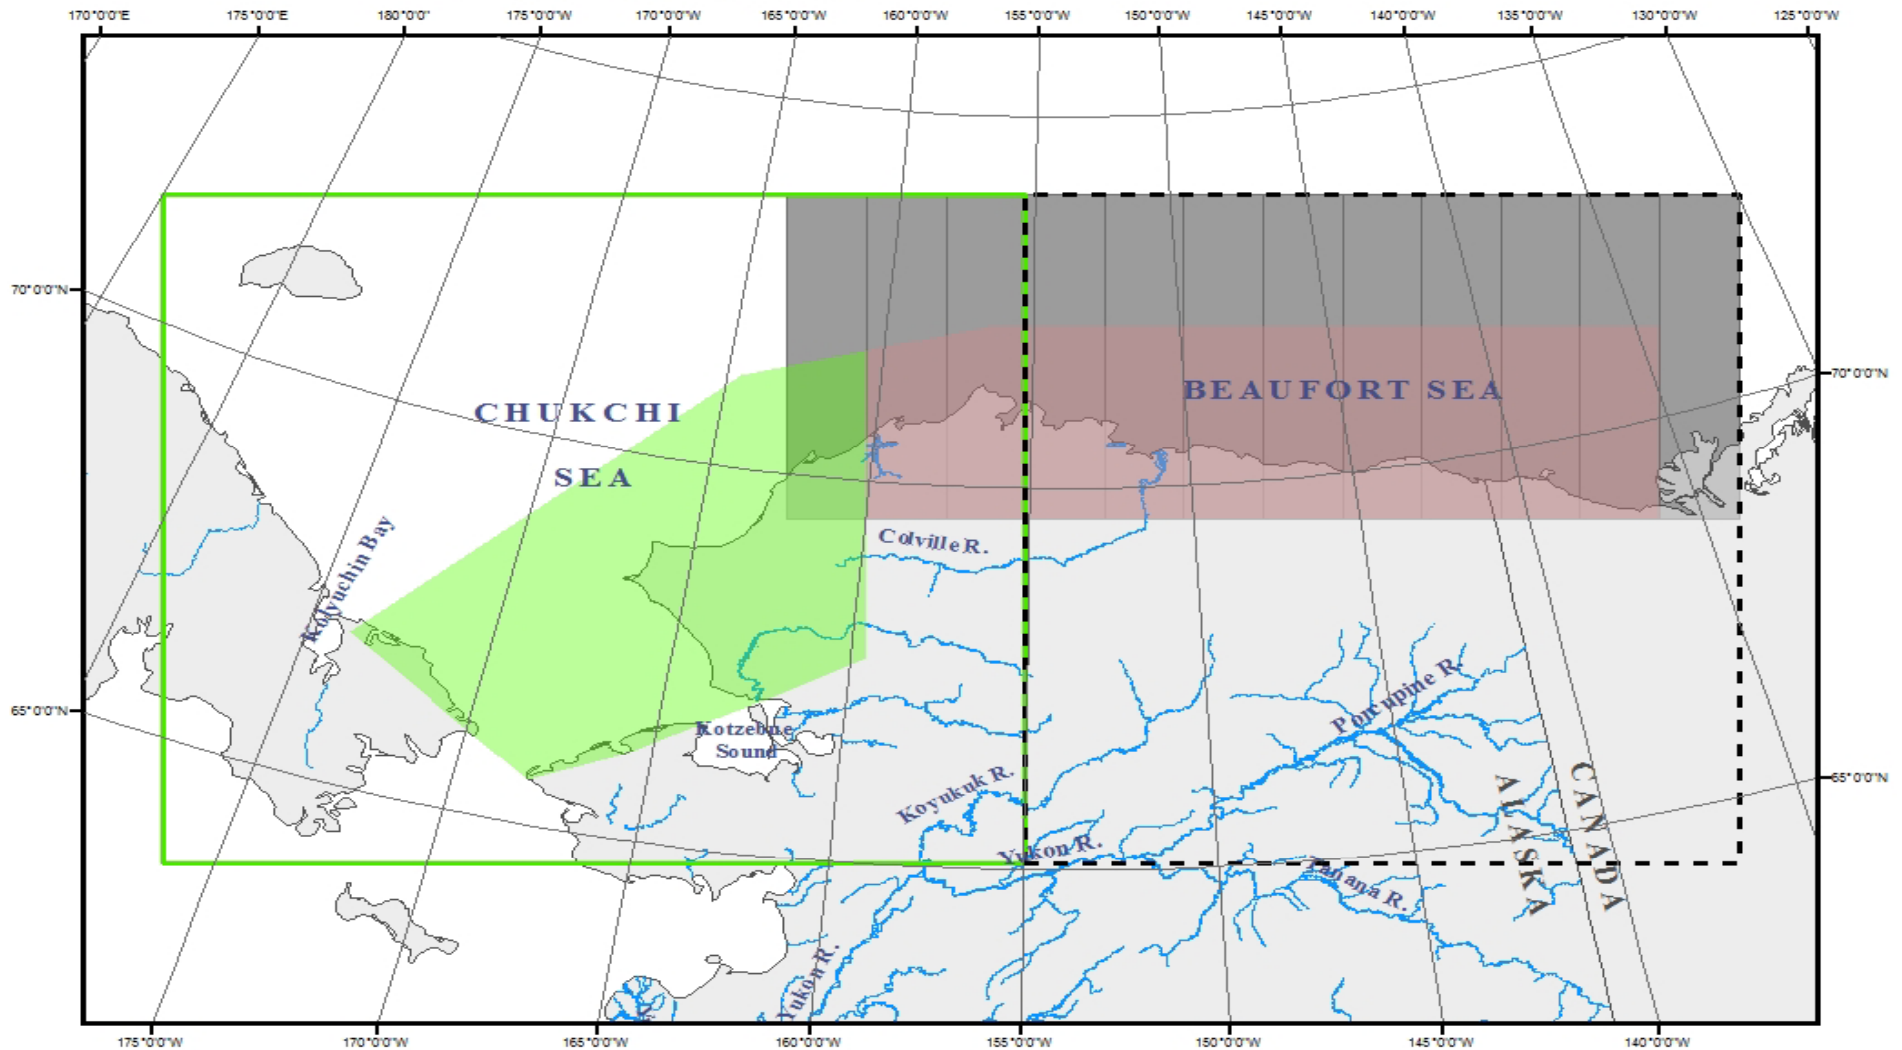 170°0'0"E 175°0'0"E 180°0'0" 175°0'0"W 170°0'0"W 165°0'0"W 160°0'0"W 155°0'0"W 150°0'0"W 145°0'0"W 140°0'0"W 135°0'0"W 130°0'0"W 125°0'0"W
70°0'0"N
70°0'0"N
BEAUFORT SEA
CHUKCHI
SEA
Colville R.
Kolyuchin Bay
Porcupine R.
65°0'0"N
Kotzebue
Sound
65°0'0"N
Koyukuk R.
ALASKA
CANADA
Yukon R.
Tanana R.
Yukon R.
175°0'0"W 170°0'0"W 165°0'0"W 160°0'0"W 155°0'0"W 150°0'0"W 145°0'0"W 140°0'0"W